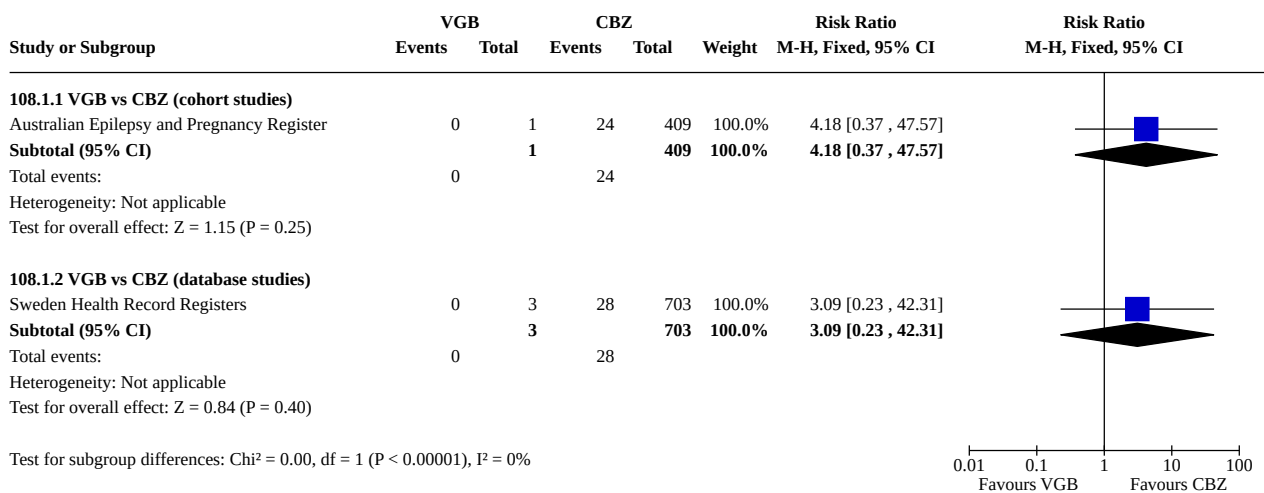 VGB CBZ Risk Ratio Risk Ratio
Study or Subgroup Events Total Events Total Weight M-H, Fixed, 95% CI M-H, Fixed, 95% CI
108.1.1 VGB vs CBZ (cohort studies)
Australian Epilepsy and Pregnancy Register 0 1 24 409 100.0% 4.18 [0.37 , 47.57]
Subtotal (95% CI) 1 409 100.0% 4.18 [0.37 , 47.57]
Total events: 0 24
Heterogeneity: Not applicable
Test for overall effect: Z = 1.15 (P = 0.25)
108.1.2 VGB vs CBZ (database studies)
Sweden Health Record Registers 0 3 28 703 100.0% 3.09 [0.23 , 42.31]
Subtotal (95% CI) 3 703 100.0% 3.09 [0.23 , 42.31]
Total events: 0 28
Heterogeneity: Not applicable
Test for overall effect: Z = 0.84 (P = 0.40)
Test for subgroup differences: Chi² = 0.00, df = 1 (P < 0.00001), I² = 0%
0.01 0.1 1 10 100
Favours VGB Favours CBZ